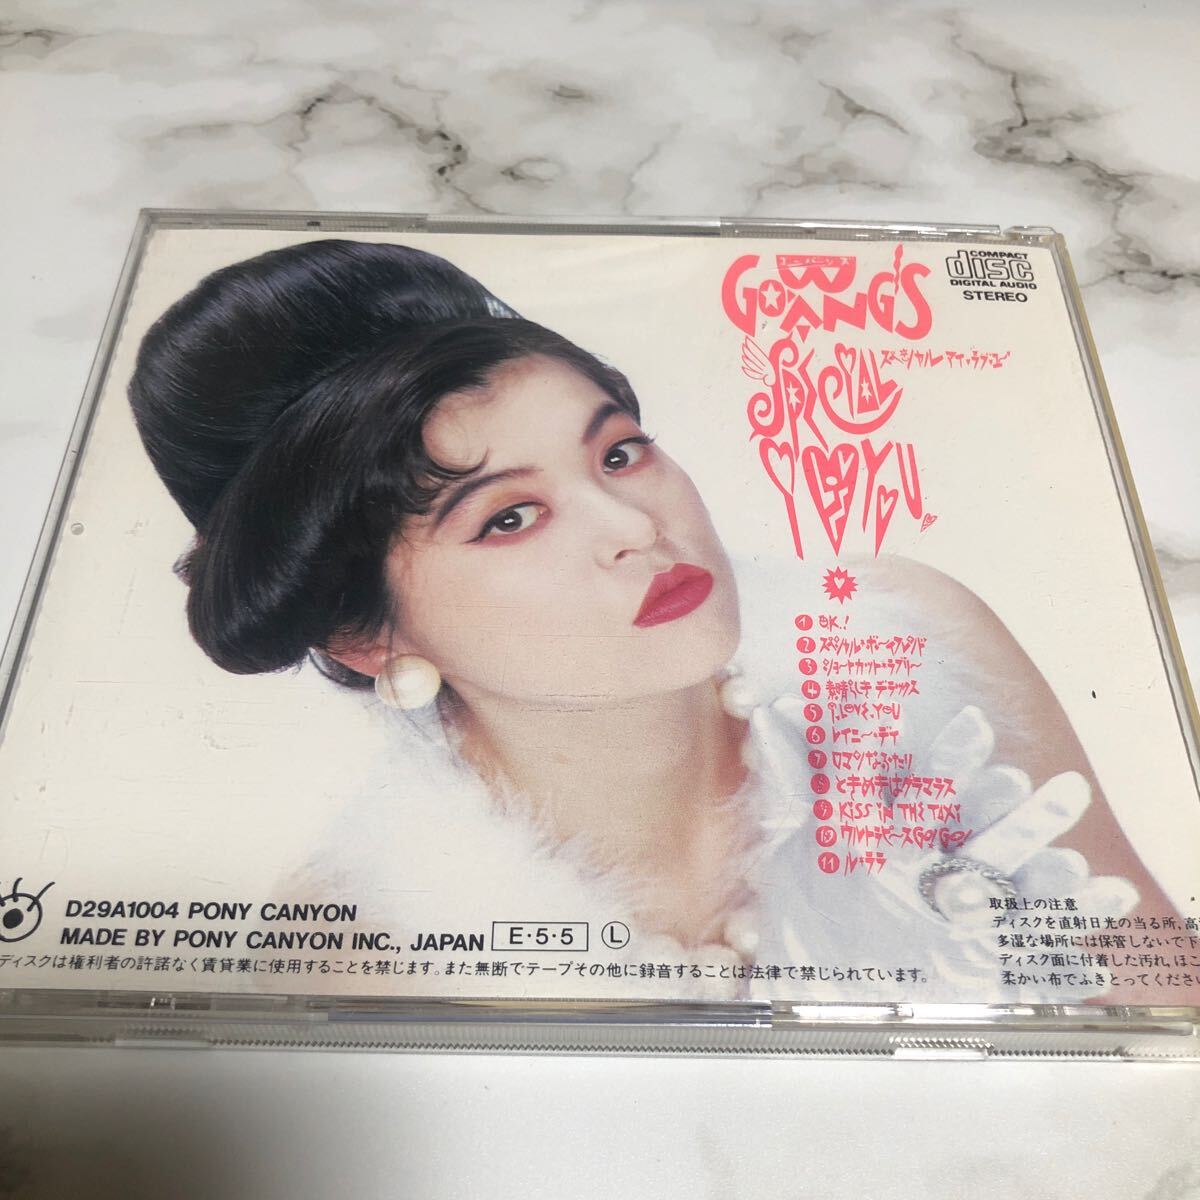 ゴーバンズ
GO-BANG'S
COMPACT
disc
DIGITAL AUDIO
STEREO
スペシャル アイ・ラブ・ユー
SPECIAL
YOU
1 OK!
2 スペシャル・ボーイフレンド
3 ショートカット・ラブリー
4 素晴らしきデラックス
5 I LOVE YOU
6 レイニー・デイ
7 ロマンなふたり
8 ときめきはグラマラス
9 KISS IN THE TAXI
10 ウルトラピースGO!GO!
11 ル・ララ
D29A1004 PONY CANYON
MADE BY PONY CANYON INC., JAPAN E・5・5 L
ディスクは権利者の許諾なく賃貸業に使用することを禁じます。また無断でテープその他に録音することは法律で禁じられています。
取扱上の注意
ディスクを直射日光の当る所、高
多湿な場所には保管しないで下
ディスク面に付着した汚れ、ほこ
柔かい布でふきとってくださ